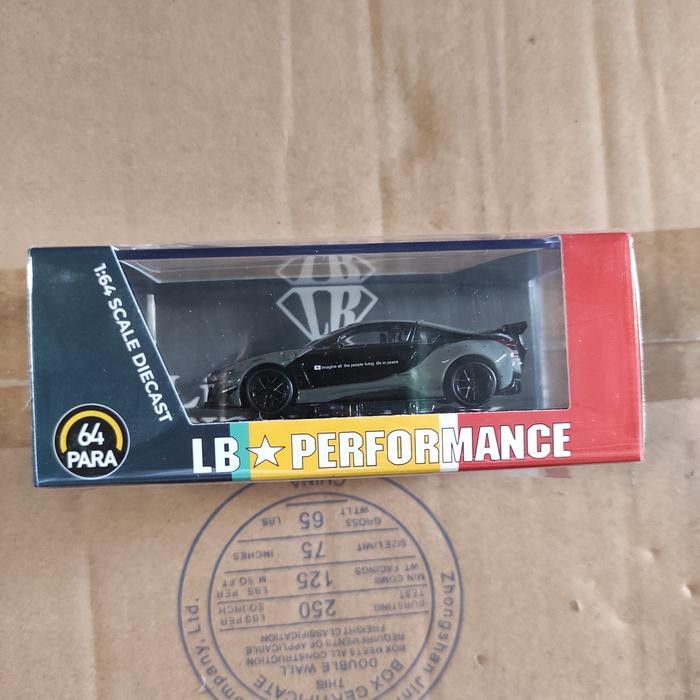 LB
1:64 SCALE DIECAST
Imagine all the people living life in peace
64
PARA
LB★PERFORMANCE
CHINA
GROSS WT LT 65 LBS
SIZE LIMIT 75 INCHES
MIN COMB WT FACINGS 125 LBS PER M SQ FT
BURSTING TEST 250 LBS PER SQ INCH
BOX MEETS ALL CONSTRUCTION
REQUIREMENTS OF APPLICABLE
FREIGHT CLASSIFICATION
DOUBLE WALL
THIS
BOX CERTIFICATE
Zhongshan
Company, Ltd.